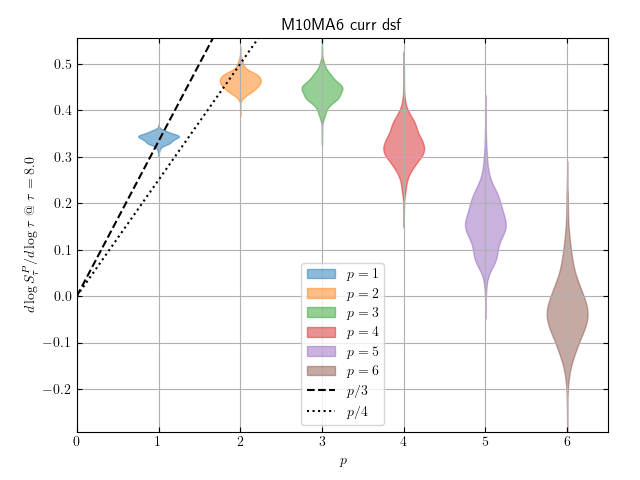 M10MA6 curr dsf
d log S_τ^P / d log τ @ τ = 8.0
0.5
0.4
0.3
0.2
0.1
0.0
−0.1
−0.2
p = 1
p = 2
p = 3
p = 4
p = 5
p = 6
p/3
p/4
0 1 2 3 4 5 6
p